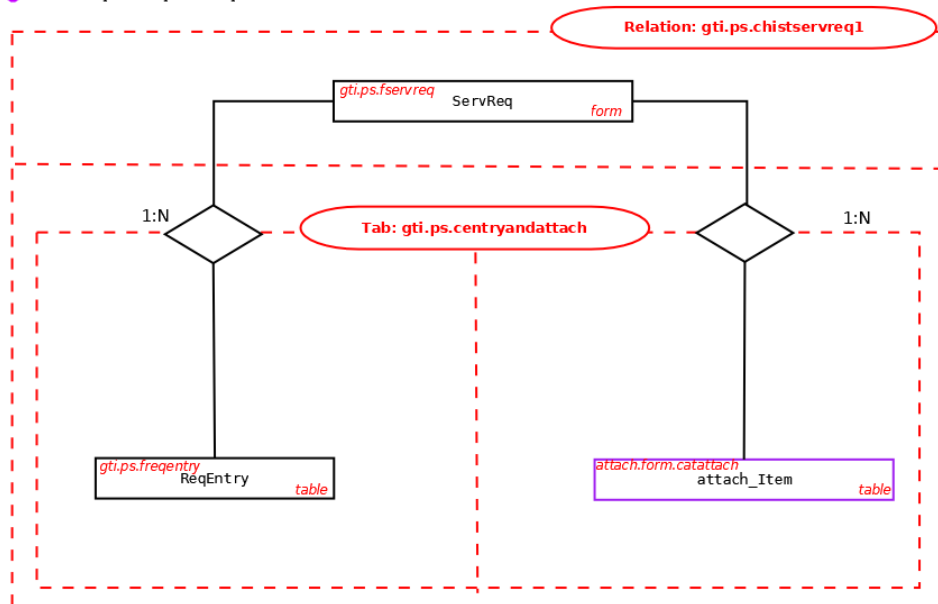 Relation: gti.ps.chistservreq1
gti.ps.fservreq
ServReq
form
1:N
Tab: gti.ps.centryandattach
1:N
gti.ps.freqentry
ReqEntry
table
attach.form.catattach
attach_Item
table